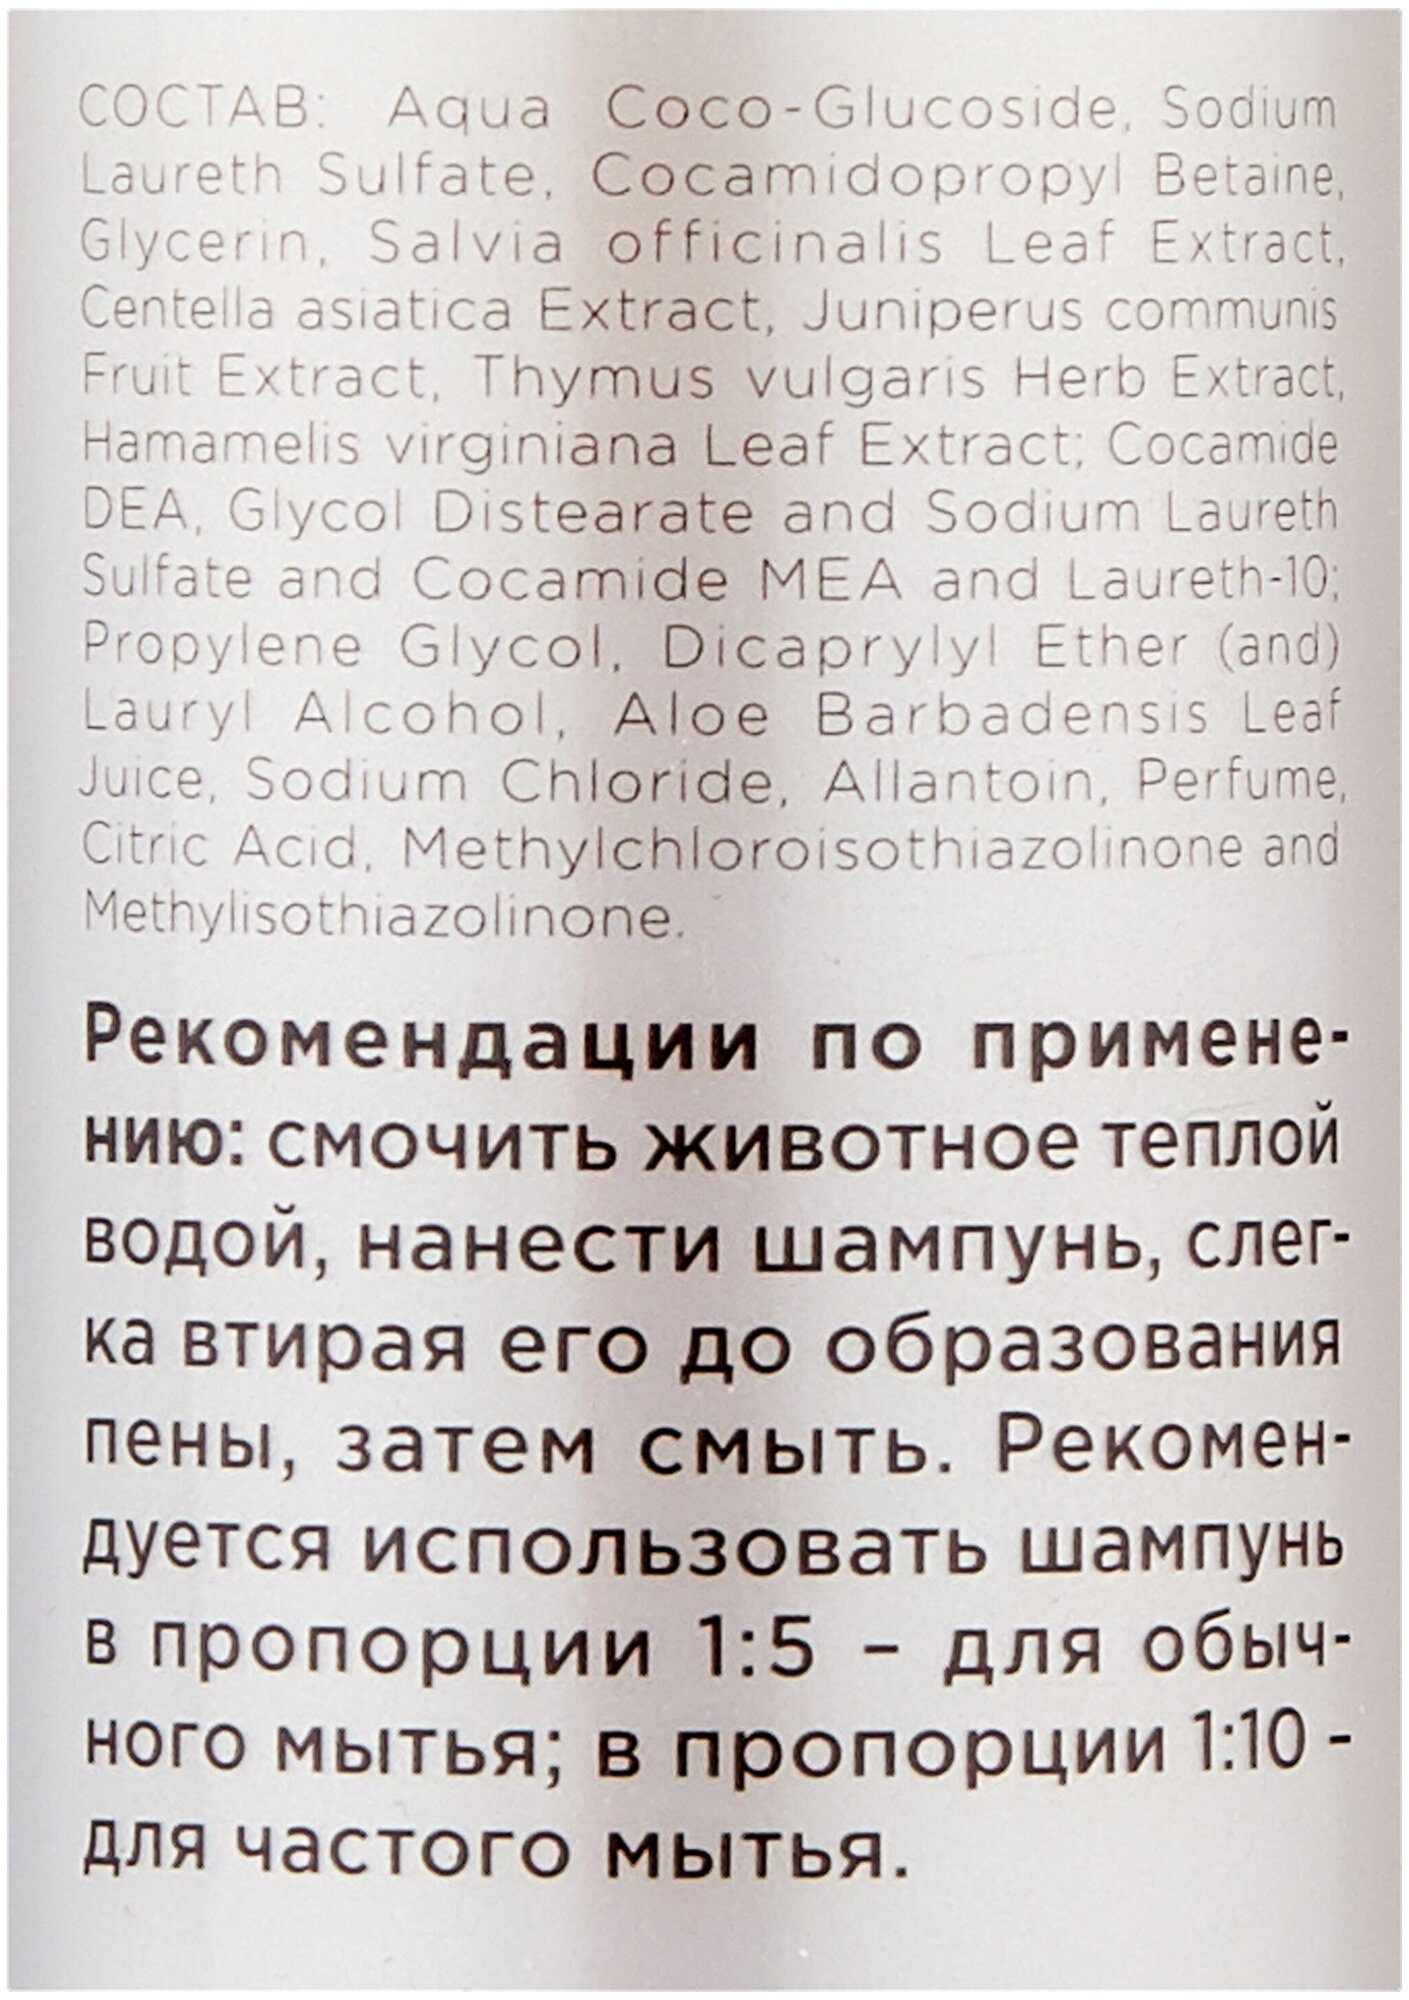 СОСТАВ: Aqua Coco-Glucoside, Sodium
Laureth Sulfate, Cocamidopropyl Betaine,
Glycerin, Salvia officinalis Leaf Extract,
Centella asiatica Extract, Juniperus communis
Fruit Extract, Thymus vulgaris Herb Extract,
Hamamelis virginiana Leaf Extract; Cocamide
DEA, Glycol Distearate and Sodium Laureth
Sulfate and Cocamide MEA and Laureth-10;
Propylene Glycol, Dicaprylyl Ether (and)
Lauryl Alcohol, Aloe Barbadensis Leaf
Juice, Sodium Chloride, Allantoin, Perfume,
Citric Acid, Methylchloroisothiazolinone and
Methylisothiazolinone.
Рекомендации по примене-
нию: смочить животное теплой
водой, нанести шампунь, слег-
ка втирая его до образования
пены, затем смыть. Рекомен-
дуется использовать шампунь
в пропорции 1:5 – для обыч-
ного мытья; в пропорции 1:10 -
для частого мытья.